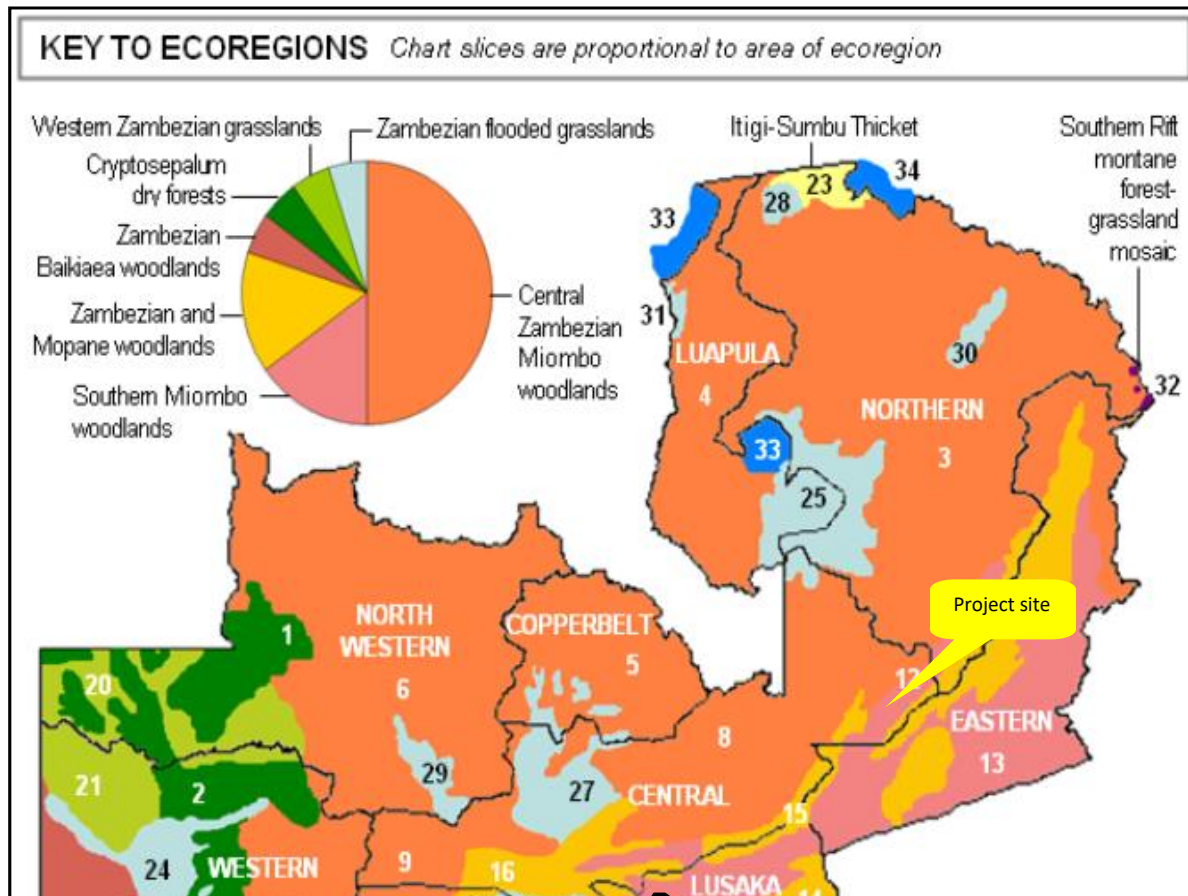 KEY TO ECOREGIONS Chart slices are proportional to area of ecoregion
Western Zambezian grasslands
Zambezian flooded grasslands
Cryptosepalum
dry forests
Zambezian
Baikiaea woodlands
Zambezian and
Mopane woodlands
Southern Miombo
woodlands
Central
Zambezian
Miombo
woodlands
Itigi-Sumbu Thicket
Southern Rift
montane
forest-
grassland
mosaic
34
23
28
33
31
LUAPULA
4
30
32
NORTHERN
3
33
25
Project site
NORTH
WESTERN
6
COPPERBELT
5
1
20
12
EASTERN
13
8
21
2
29
27
CENTRAL
15
24
WESTERN
9
16
LUSAKA